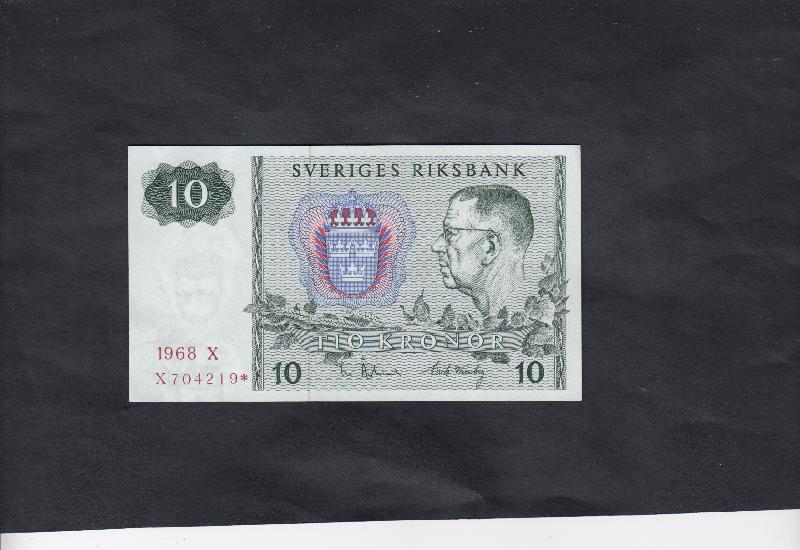 SVERIGES RIKSBANK
10
TIO KRONOR
1968 X
X704219*
10
10